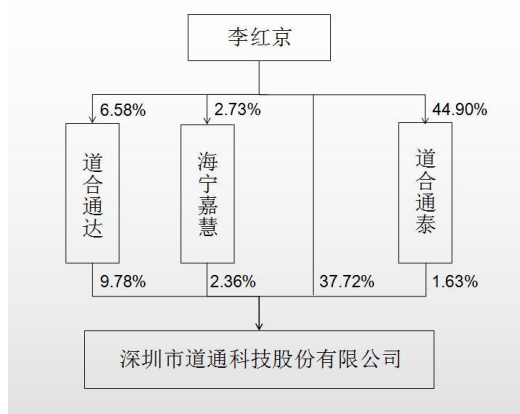 李红京
6.58%
2.73%
44.90%
道合通达
海宁嘉慧
道合通泰
9.78%
2.36%
37.72%
1.63%
深圳市道通科技股份有限公司